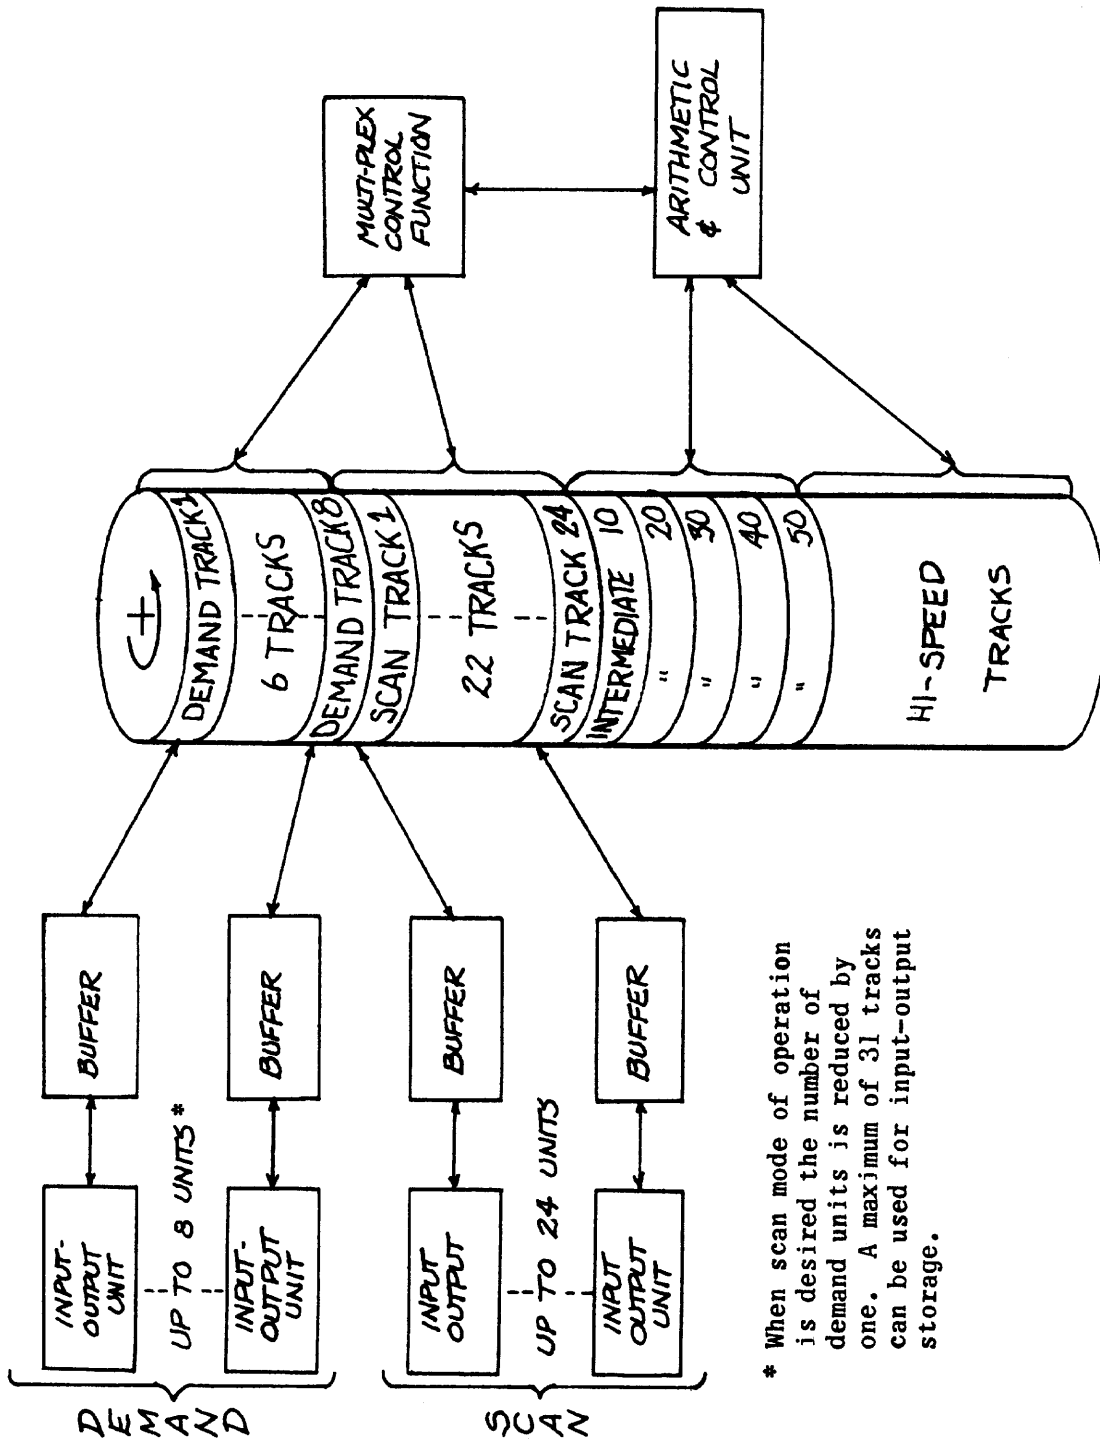 DEMAND
INPUT-
OUTPUT
UNIT
BUFFER
UP TO 8 UNITS*
INPUT-
OUTPUT
UNIT
BUFFER
SCAN
INPUT
OUTPUT
BUFFER
UP TO 24 UNITS
INPUT
OUTPUT
UNIT
BUFFER
DEMAND TRACK 1
6 TRACKS
DEMAND TRACK 8
SCAN TRACK 1
22 TRACKS
SCAN TRACK 24
INTERMEDIATE 10
" 20
" 30
" 40
" 50
HI-SPEED
TRACKS
MULTI-PLEX
CONTROL
FUNCTION
ARITHMETIC
& CONTROL
UNIT
* When scan mode of operation
is desired the number of
demand units is reduced by
one. A maximum of 31 tracks
can be used for input-output
storage.